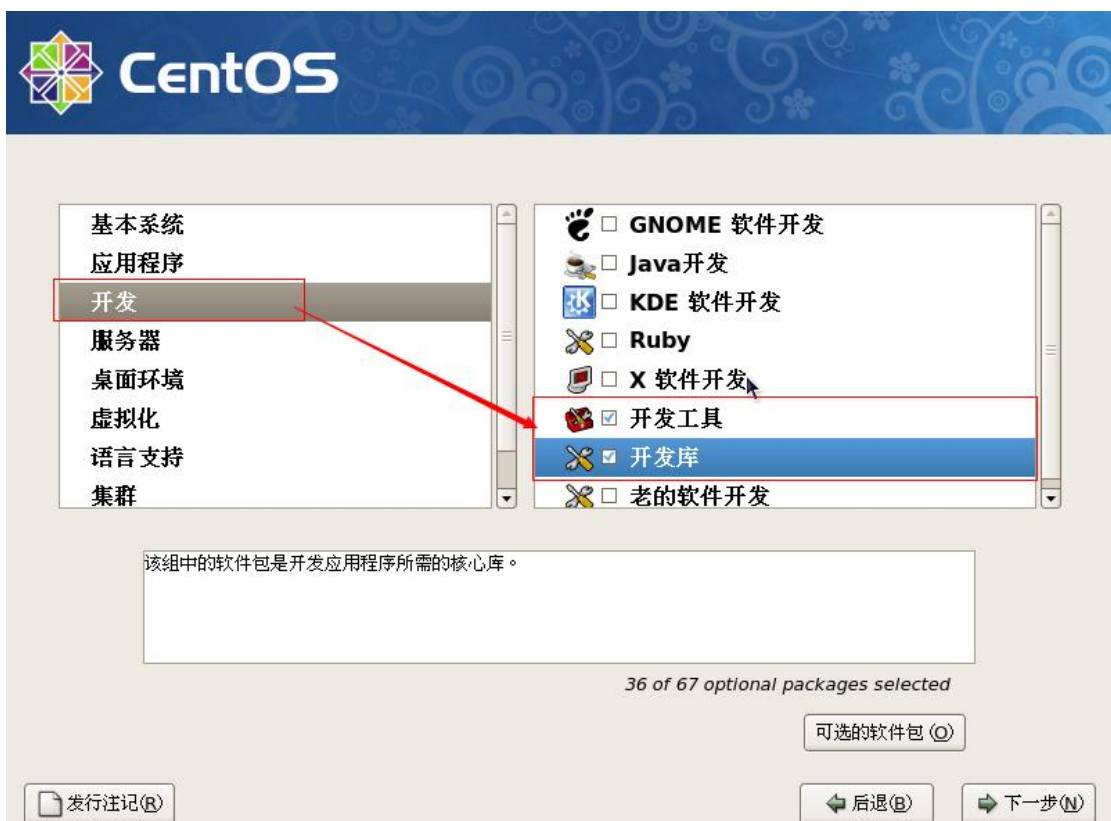 CentOS
基本系统
应用程序
开发
服务器
桌面环境
虚拟化
语言支持
集群
GNOME 软件开发
Java开发
KDE 软件开发
Ruby
X 软件开发
开发工具
开发库
老的软件开发
该组中的软件包是开发应用程序所需的核心库。
36 of 67 optional packages selected
可选的软件包(O)
发行注记(R)
后退(B)
下一步(N)